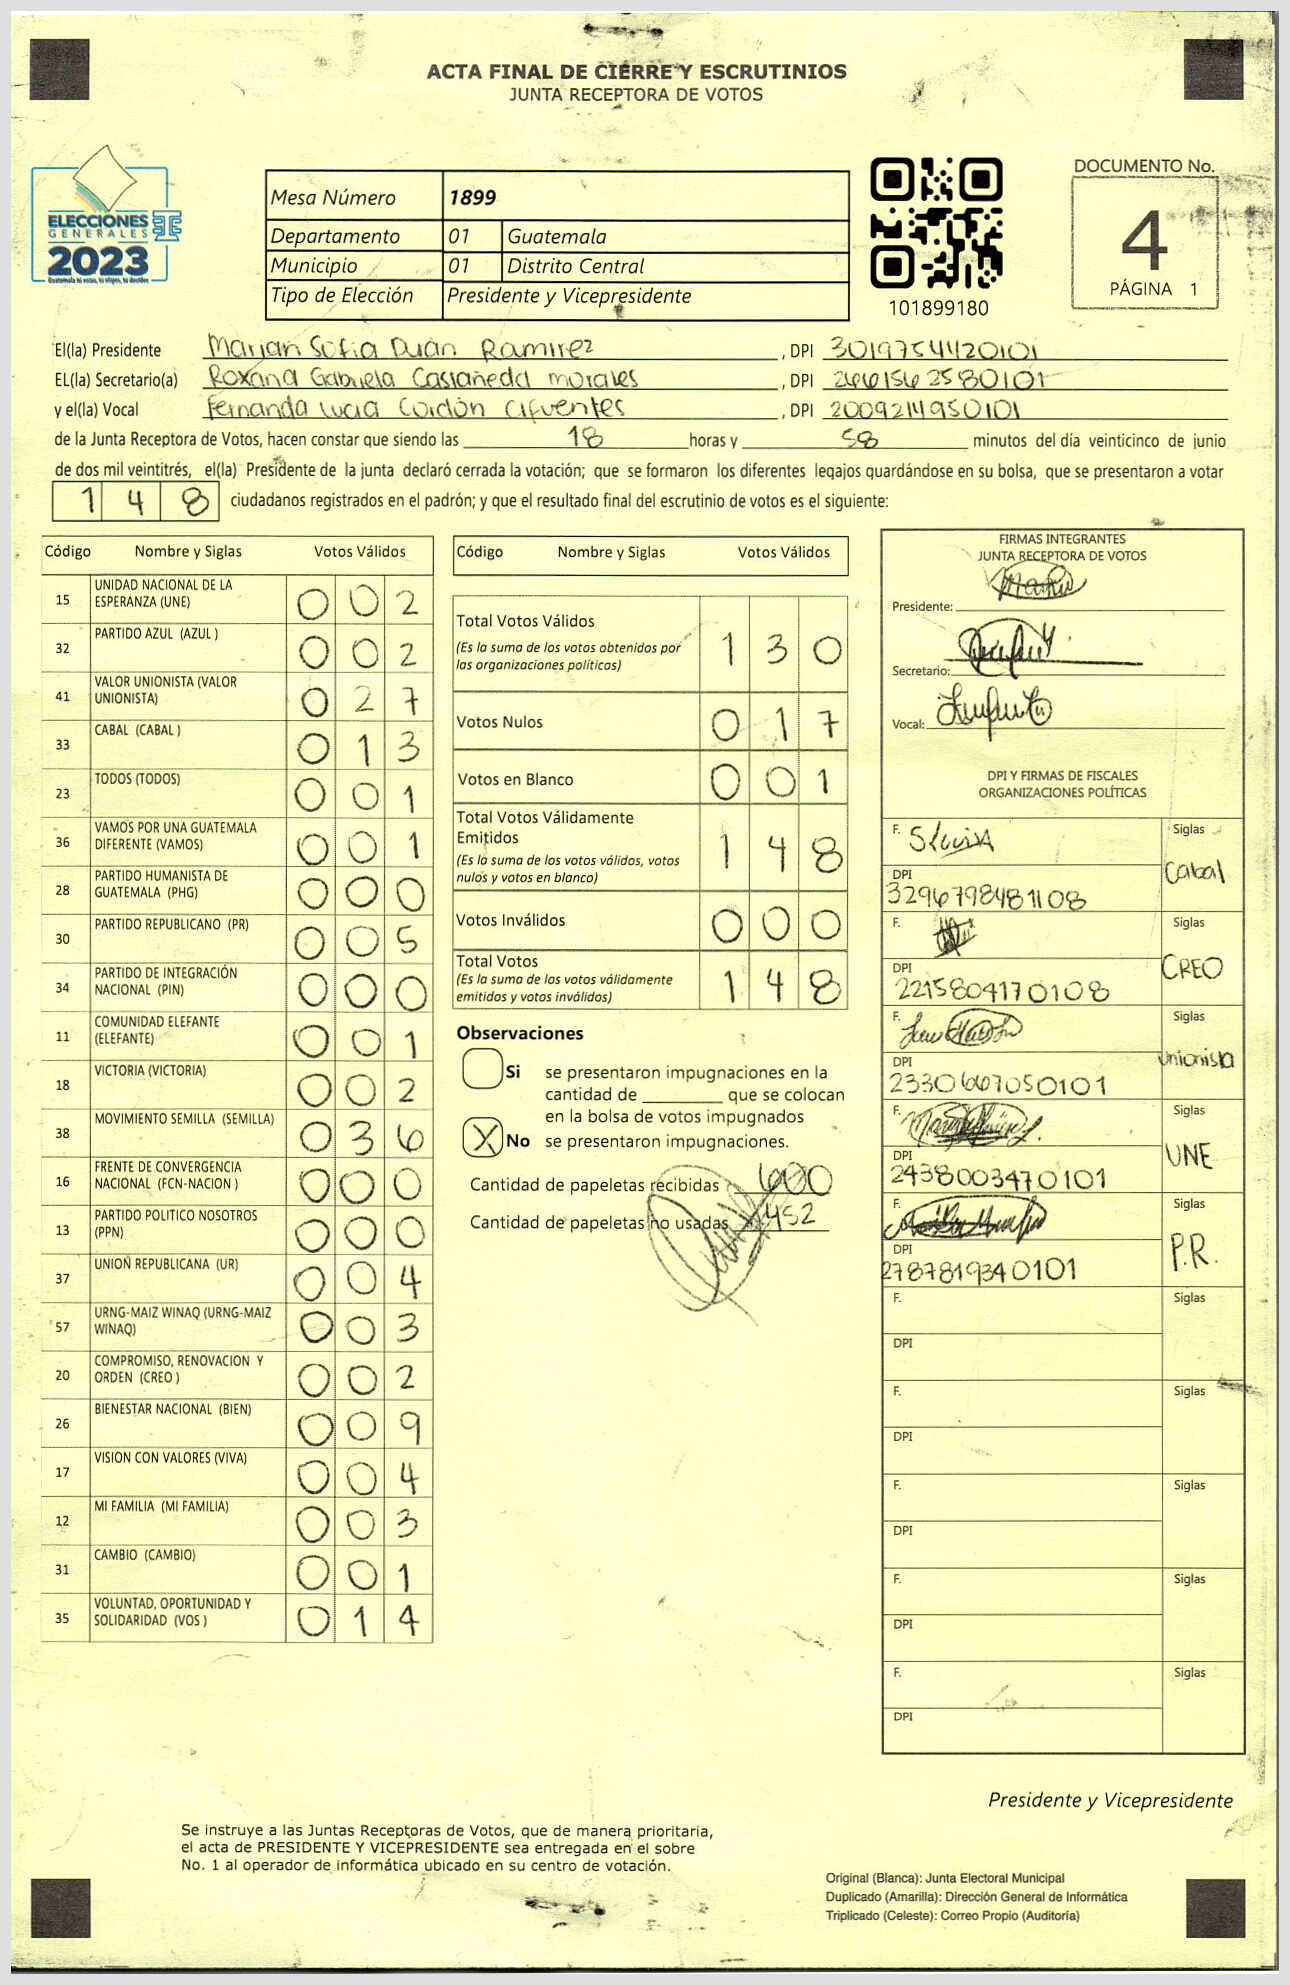 ACTA FINAL DE CIERRE Y ESCRUTINIOS
JUNTA RECEPTORA DE VOTOS
ELECCIONES
GENERALES
2023
Guatemala tú votas, tú eliges, tú decides
Mesa Número 1899
Departamento 01 Guatemala
Municipio 01 Distrito Central
Tipo de Elección Presidente y Vicepresidente
101899180
DOCUMENTO No.
4
PÁGINA 1
El(la) Presidente Marian Sofia Durán Ramirez , DPI 3019754420101
EL(la) Secretario(a) Roxana Gabriela Castañeda morales , DPI 2661562580101
y el(la) Vocal Fernanda Lucia Cordón Cifuentes , DPI 2009214950101
de la Junta Receptora de Votos, hacen constar que siendo las 18 horas y 58 minutos del día veinticinco de junio
de dos mil veintitrés, el(la) Presidente de la junta declaró cerrada la votación; que se formaron los diferentes legajos guardándose en su bolsa, que se presentaron a votar
1 4 8 ciudadanos registrados en el padrón; y que el resultado final del escrutinio de votos es el siguiente:
Código Nombre y Siglas Votos Válidos
15 UNIDAD NACIONAL DE LA ESPERANZA (UNE) 0 0 2
32 PARTIDO AZUL (AZUL ) 0 0 2
41 VALOR UNIONISTA (VALOR UNIONISTA) 0 2 7
33 CABAL (CABAL ) 0 1 3
23 TODOS (TODOS) 0 0 1
36 VAMOS POR UNA GUATEMALA DIFERENTE (VAMOS) 0 0 1
28 PARTIDO HUMANISTA DE GUATEMALA (PHG) 0 0 0
30 PARTIDO REPUBLICANO (PR) 0 0 5
34 PARTIDO DE INTEGRACIÓN NACIONAL (PIN) 0 0 0
11 COMUNIDAD ELEFANTE (ELEFANTE) 0 0 1
18 VICTORIA (VICTORIA) 0 0 2
38 MOVIMIENTO SEMILLA (SEMILLA) 0 3 6
16 FRENTE DE CONVERGENCIA NACIONAL (FCN-NACION ) 0 0 0
13 PARTIDO POLITICO NOSOTROS (PPN) 0 0 0
37 UNION REPUBLICANA (UR) 0 0 4
57 URNG-MAIZ WINAQ (URNG-MAIZ WINAQ) 0 0 3
20 COMPROMISO, RENOVACION Y ORDEN (CREO ) 0 0 2
26 BIENESTAR NACIONAL (BIEN) 0 0 9
17 VISION CON VALORES (VIVA) 0 0 4
12 MI FAMILIA (MI FAMILIA) 0 0 3
31 CAMBIO (CAMBIO) 0 0 1
35 VOLUNTAD, OPORTUNIDAD Y SOLIDARIDAD (VOS ) 0 1 4
Código Nombre y Siglas Votos Válidos
Total Votos Válidos 1 3 0
(Es la suma de los votos obtenidos por
las organizaciones políticas)
Votos Nulos 0 1 7
Votos en Blanco 0 0 1
Total Votos Válidamente
Emitidos 1 4 8
(Es la suma de los votos válidos, votos
nulos y votos en blanco)
Votos Inválidos 0 0 0
Total Votos 1 4 8
(Es la suma de los votos válidamente
emitidos y votos inválidos)
Observaciones
Si se presentaron impugnaciones en la
cantidad de ________ que se colocan
en la bolsa de votos impugnados
X No se presentaron impugnaciones.
Cantidad de papeletas recibidas 600
Cantidad de papeletas no usadas 452
FIRMAS INTEGRANTES
JUNTA RECEPTORA DE VOTOS
Presidente:
Secretario:
Vocal:
DPI Y FIRMAS DE FISCALES
ORGANIZACIONES POLÍTICAS
F. Siglas
Cabal
DPI
3296798481108
F. Siglas
CREO
DPI
2215804170108
F. Siglas
Unionista
DPI
2330667050101
F. Siglas
UNE
DPI
2438003470101
F. Siglas
P.R.
DPI
2787819340101
F. Siglas
DPI
F. Siglas
DPI
F. Siglas
DPI
F. Siglas
DPI
F. Siglas
DPI
Presidente y Vicepresidente
Se instruye a las Juntas Receptoras de Votos, que de manera prioritaria,
el acta de PRESIDENTE Y VICEPRESIDENTE sea entregada en el sobre
No. 1 al operador de informática ubicado en su centro de votación.
Original (Blanca): Junta Electoral Municipal
Duplicado (Amarilla): Dirección General de Informática
Triplicado (Celeste): Correo Propio (Auditoría)